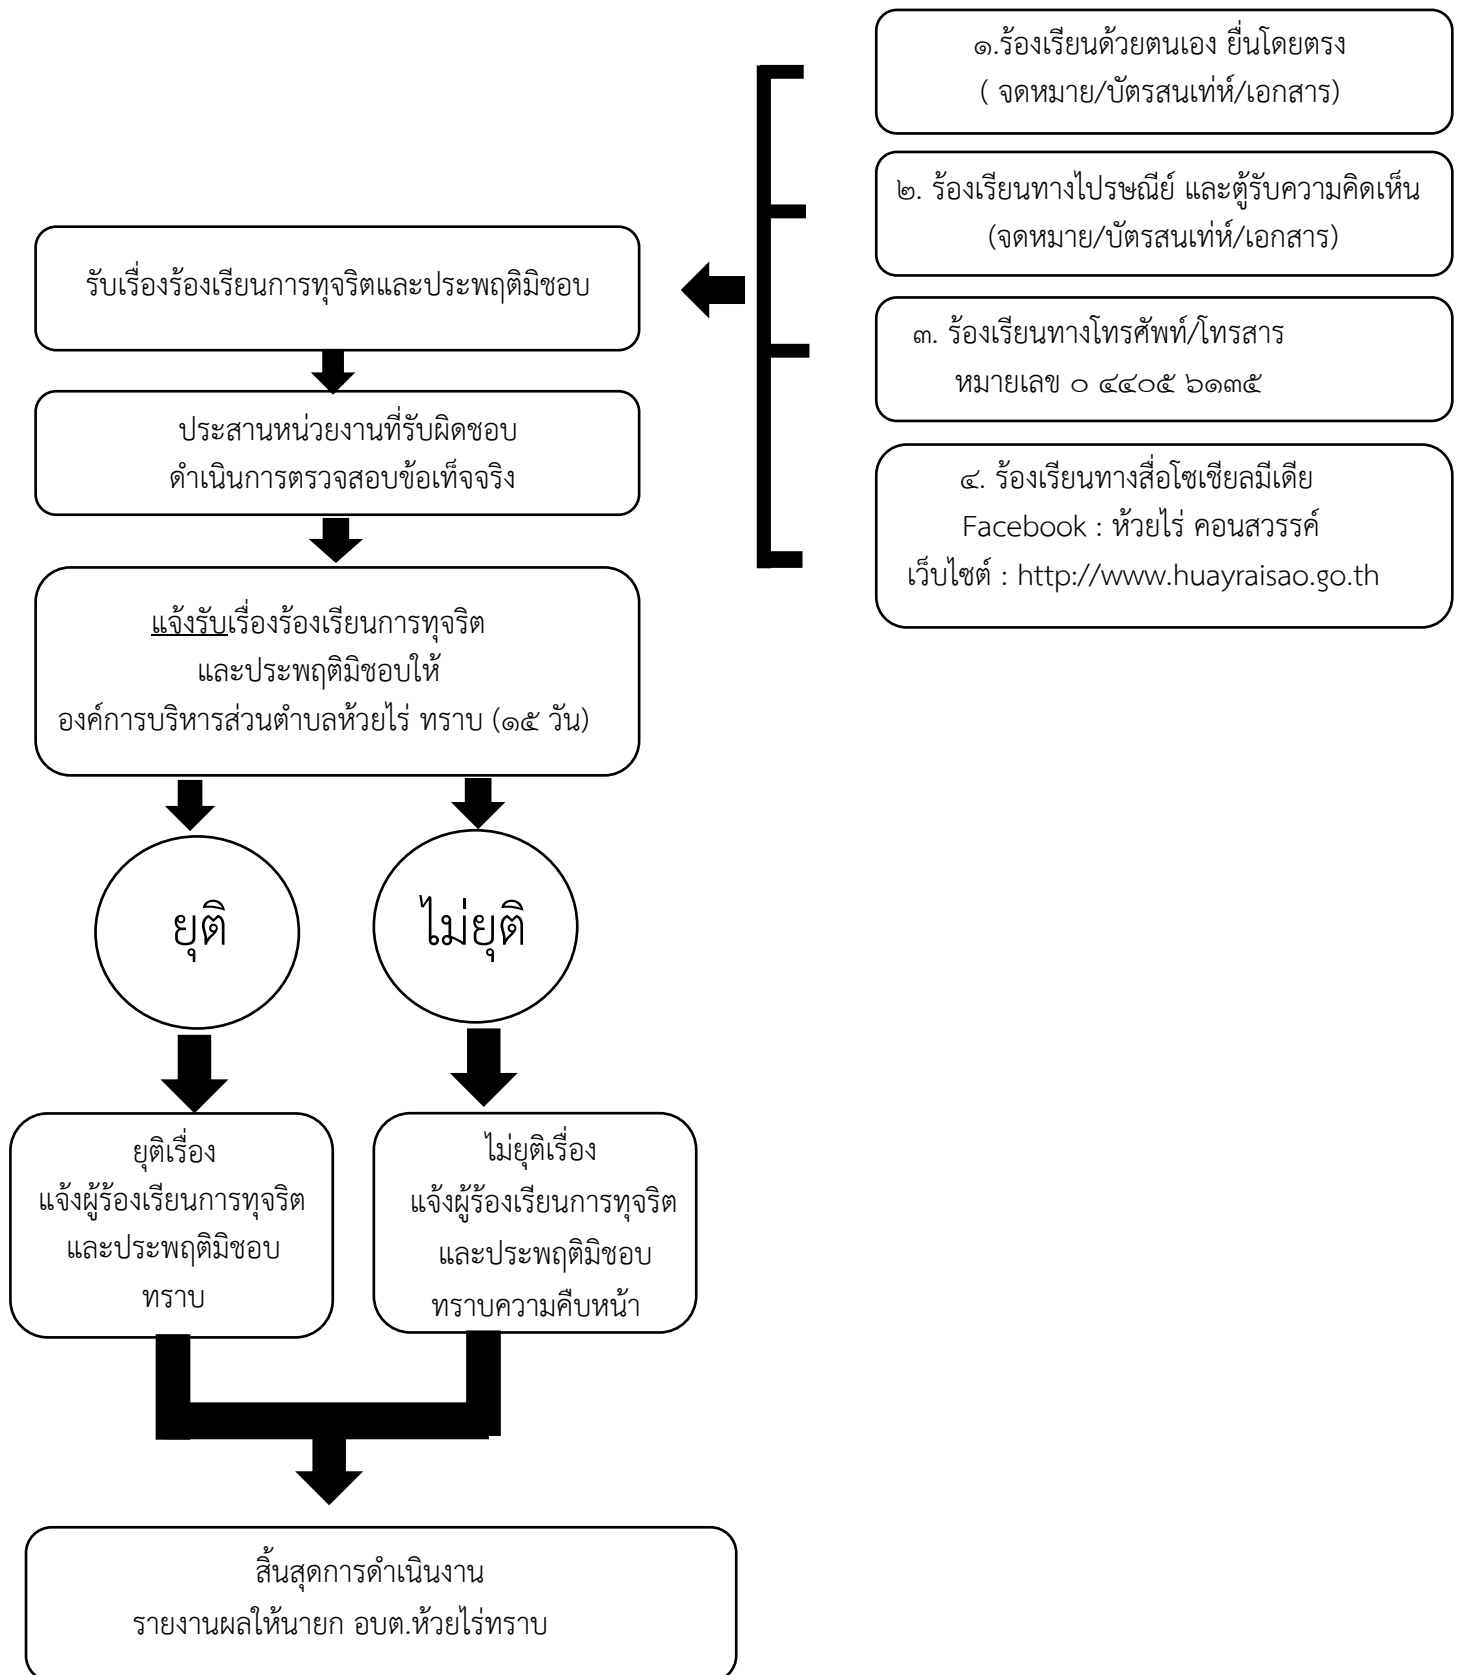 ๑.ร้องเรียนด้วยตนเอง ยื่นโดยตรง
( จดหมาย/บัตรสนเท่ห์/เอกสาร)
๒. ร้องเรียนทางไปรษณีย์ และตู้รับความคิดเห็น
(จดหมาย/บัตรสนเท่ห์/เอกสาร)
๓. ร้องเรียนทางโทรศัพท์/โทรสาร
หมายเลข ๐ ๔๔๐๕ ๖๑๓๕
๔. ร้องเรียนทางสื่อโซเชียลมีเดีย
Facebook : ห้วยไร่ คอนสวรรค์
เว็บไซต์ : http://www.huayraisao.go.th
รับเรื่องร้องเรียนการทุจริตและประพฤติมิชอบ
ประสานหน่วยงานที่รับผิดชอบ
ดำเนินการตรวจสอบข้อเท็จจริง
แจ้งรับเรื่องร้องเรียนการทุจริต
และประพฤติมิชอบให้
องค์การบริหารส่วนตำบลห้วยไร่ ทราบ (๑๕ วัน)
ยุติ
ไม่ยุติ
ยุติเรื่อง
แจ้งผู้ร้องเรียนการทุจริต
และประพฤติมิชอบ
ทราบ
ไม่ยุติเรื่อง
แจ้งผู้ร้องเรียนการทุจริต
และประพฤติมิชอบ
ทราบความคืบหน้า
สิ้นสุดการดำเนินงาน
รายงานผลให้นายก อบต.ห้วยไร่ทราบ